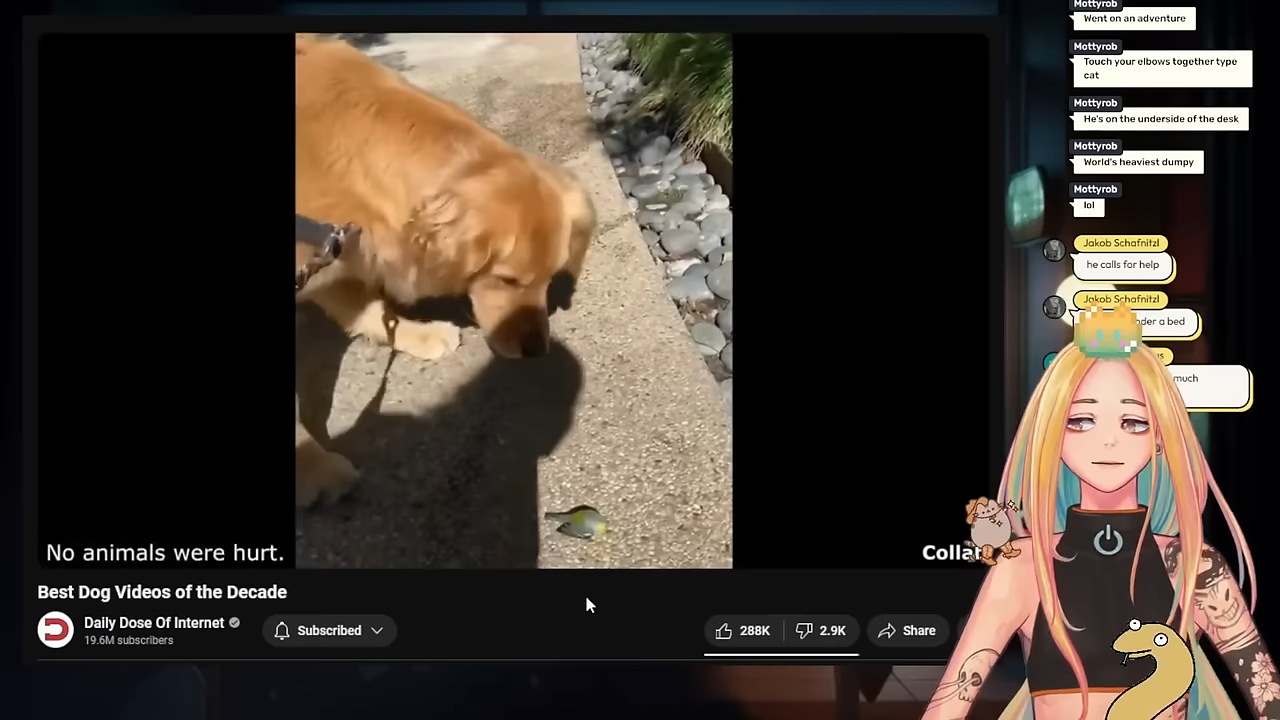 Mottyrob
Went on an adventure
Mottyrob
Touch your elbows together type
cat
Mottyrob
He's on the underside of the desk
Mottyrob
World's heaviest dumpy
Mottyrob
lol
Jakob Schafnitzl
he calls for help
Jakob Schafnitzl
a bed
much
No animals were hurt.
Best Dog Videos of the Decade
Daily Dose Of Internet
19.6M subscribers
Subscribed
288K
2.9K
Share